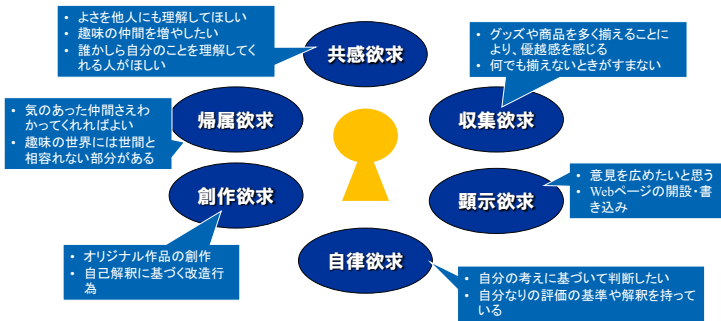 • よさを他人にも理解してほしい
• 趣味の仲間を増やしたい
• 誰かしら自分のことを理解してく
れる人がほしい
共感欲求
• グッズや商品を多く揃えることに
より、優越感を感じる
• 何でも揃えないときがすまない
収集欲求
• 気のあった仲間さえわ
かってくれればよい
• 趣味の世界には世間と
相容れない部分がある
帰属欲求
創作欲求
• オリジナル作品の創作
• 自己解釈に基づく改造行
為
• 意見を広めたいと思う
• Webページの開設・書
き込み
顕示欲求
自律欲求
• 自分の考えに基づいて判断したい
• 自分なりの評価の基準や解釈を持って
いる